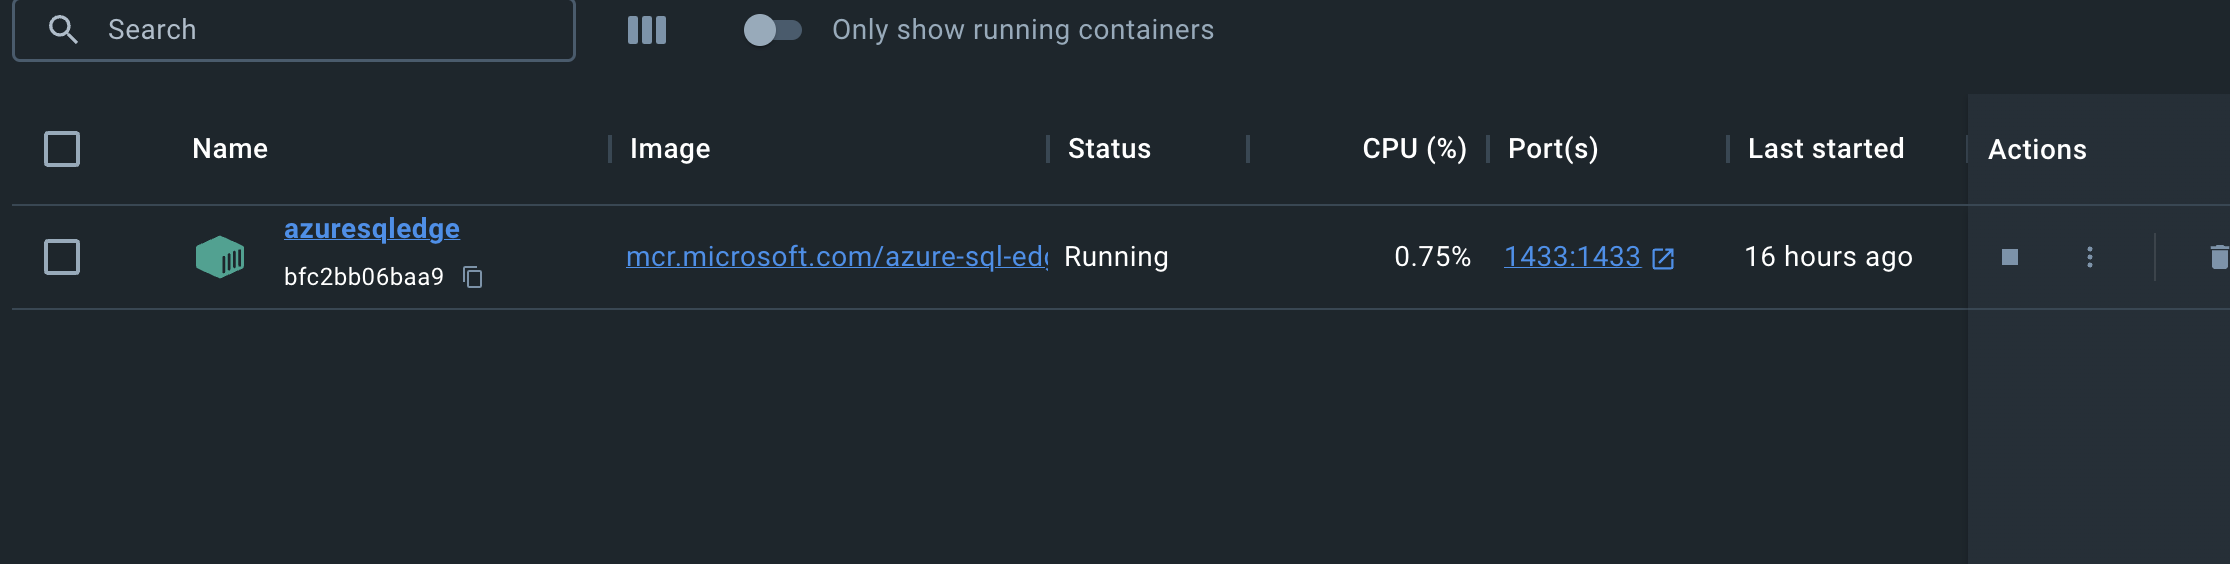 Search
Only show running containers
Name
Image
Status
CPU (%)
Port(s)
Last started
Actions
azuresqledge
bfc2bb06baa9
mcr.microsoft.com/azure-sql-ed
Running
0.75%
1433:1433
16 hours ago